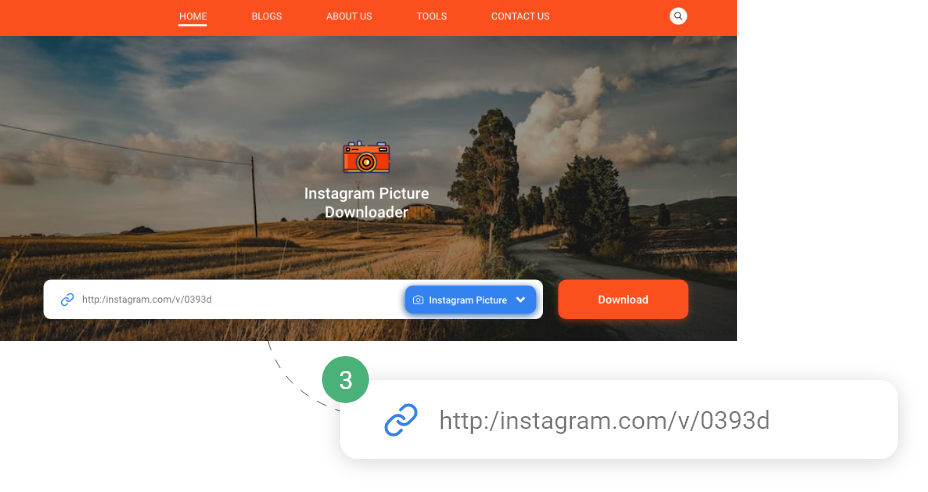 HOME BLOGS ABOUT US TOOLS CONTACT US
Instagram Picture
Downloader
http:/instagram.com/v/0393d Instagram Picture Download
3
http:/instagram.com/v/0393d